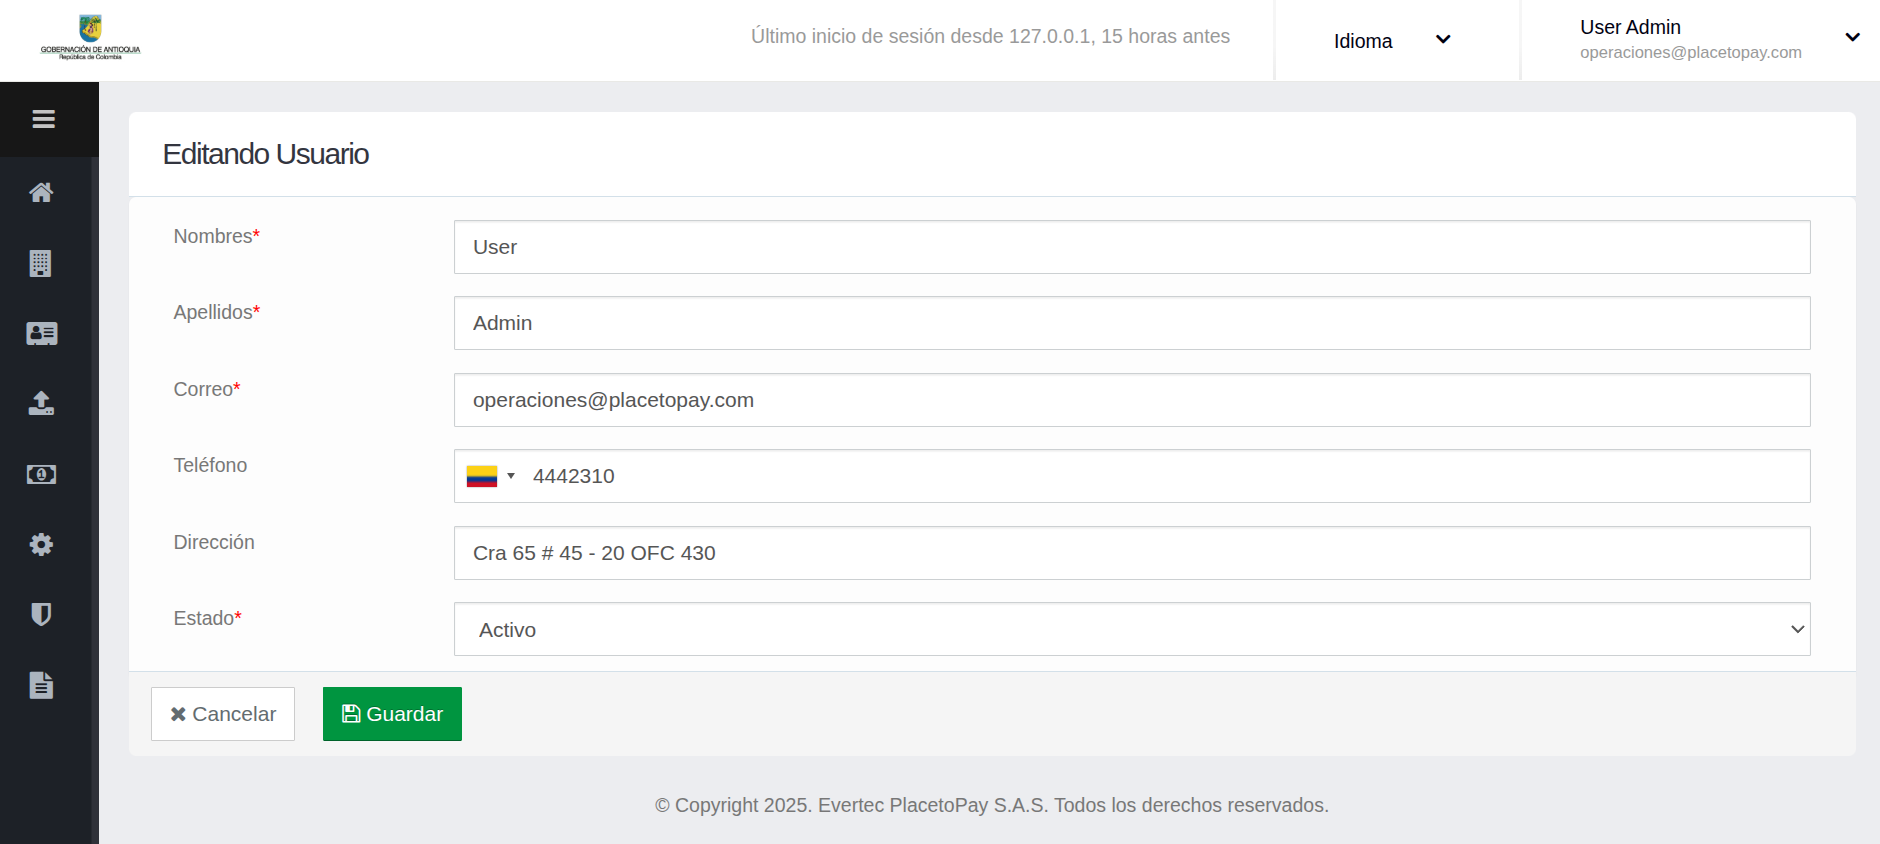 GOBERNACIÓN DE ANTIOQUIA
República de Colombia
Último inicio de sesión desde 127.0.0.1, 15 horas antes
Idioma
User Admin
operaciones@placetopay.com
Editando Usuario
Nombres*
User
Apellidos*
Admin
Correo*
operaciones@placetopay.com
Teléfono
4442310
Dirección
Cra 65 # 45 - 20 OFC 430
Estado*
Activo
Cancelar
Guardar
© Copyright 2025. Evertec PlacetoPay S.A.S. Todos los derechos reservados.